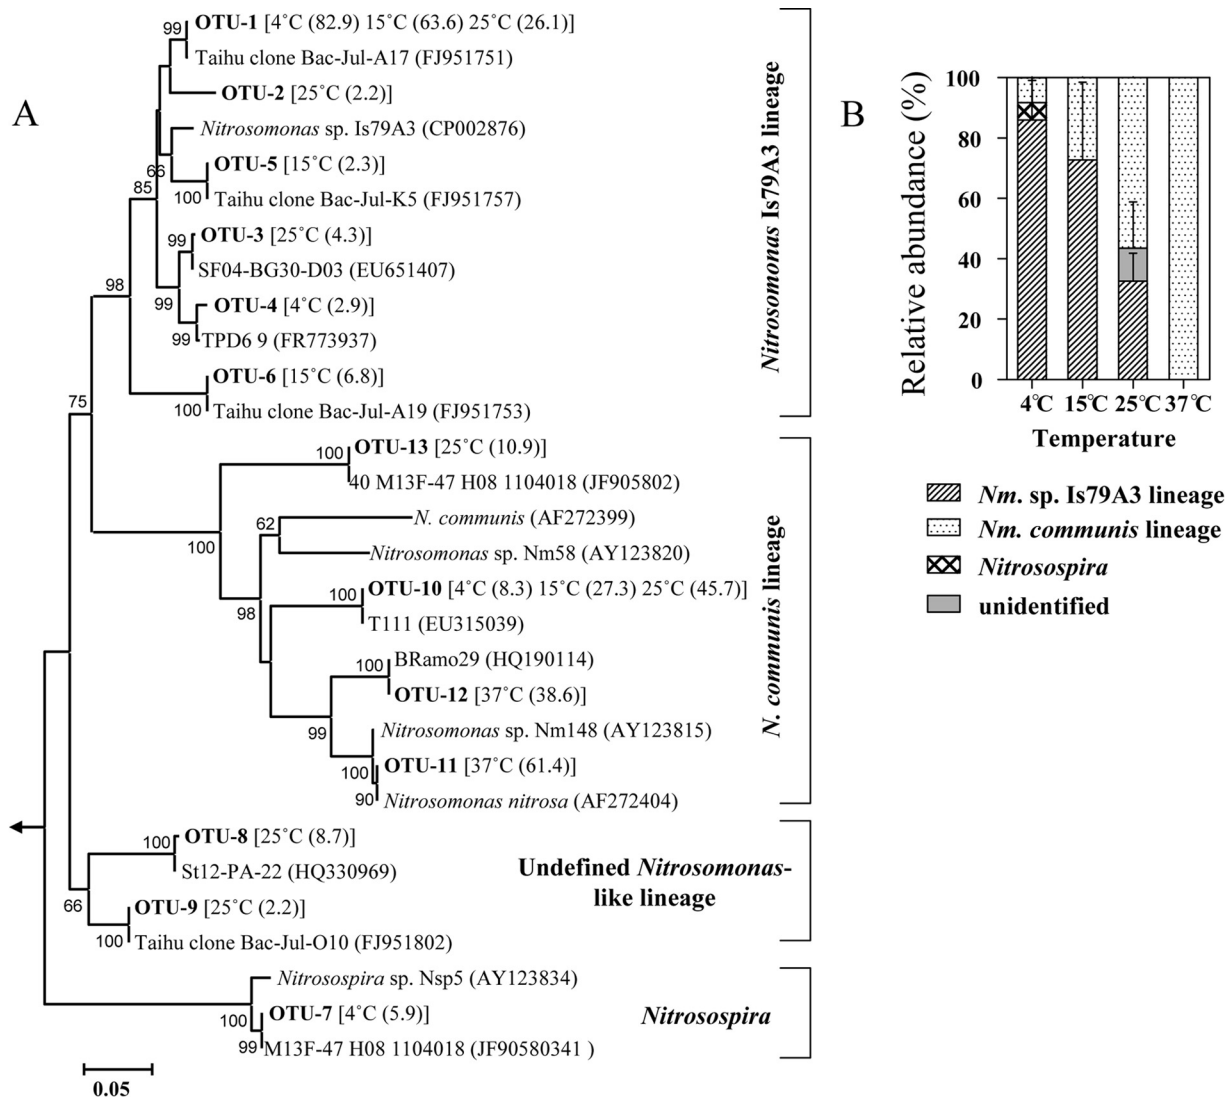 A
99
OTU-1 [4˚C (82.9) 15˚C (63.6) 25˚C (26.1)]
Taihu clone Bac-Jul-A17 (FJ951751)
OTU-2 [25˚C (2.2)]
Nitrosomonas sp. Is79A3 (CP002876)
66
OTU-5 [15˚C (2.3)]
85
100
Taihu clone Bac-Jul-K5 (FJ951757)
99
OTU-3 [25˚C (4.3)]
SF04-BG30-D03 (EU651407)
98
99
OTU-4 [4˚C (2.9)]
99
TPD6 9 (FR773937)
OTU-6 [15˚C (6.8)]
75
100
Taihu clone Bac-Jul-A19 (FJ951753)
Nitrosomonas Is79A3 lineage
100
OTU-13 [25˚C (10.9)]
40 M13F-47 H08 1104018 (JF905802)
62
N. communis (AF272399)
100
Nitrosomonas sp. Nm58 (AY123820)
100
OTU-10 [4˚C (8.3) 15˚C (27.3) 25˚C (45.7)]
98
T111 (EU315039)
100
BRamo29 (HQ190114)
OTU-12 [37˚C (38.6)]
99
Nitrosomonas sp. Nm148 (AY123815)
100
OTU-11 [37˚C (61.4)]
90
Nitrosomonas nitrosa (AF272404)
N. communis lineage
100
OTU-8 [25˚C (8.7)]
St12-PA-22 (HQ330969)
66
OTU-9 [25˚C (2.2)]
100
Taihu clone Bac-Jul-O10 (FJ951802)
Undefined Nitrosomonas-
like lineage
Nitrosospira sp. Nsp5 (AY123834)
100
OTU-7 [4˚C (5.9)]
99
M13F-47 H08 1104018 (JF90580341 )
Nitrosospira
0.05
B
Relative abundance (%)
100
80
60
40
20
0
4℃ 15℃ 25℃ 37℃
Temperature
Nm. sp. Is79A3 lineage
Nm. communis lineage
Nitrosospira
unidentified